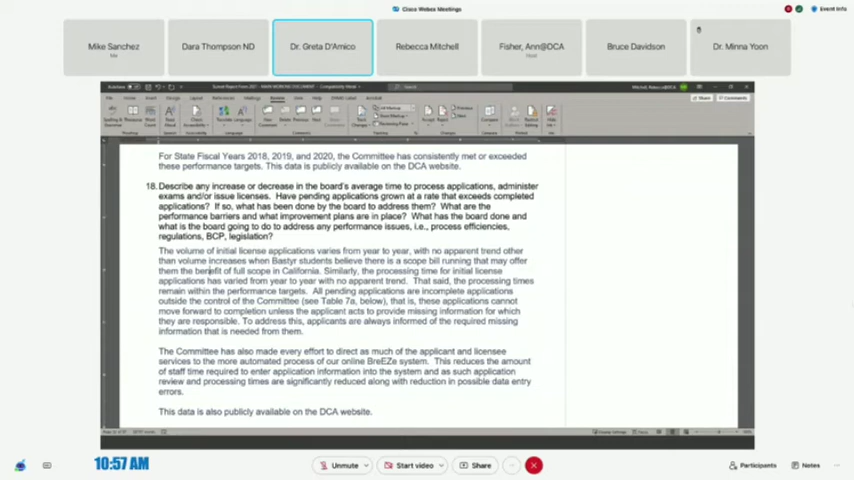 Cisco Webex Meetings
Event Info
Mike Sanchez
Me
Dara Thompson ND
Dr. Greta D'Amico
Rebecca Mitchell
Fisher, Ann@DCA
Host
Bruce Davidson
Dr. Minna Yoon
Share
Comments
For State Fiscal Years 2018, 2019, and 2020, the Committee has consistently met or exceeded
these performance targets. This data is publicly available on the DCA website.
18. Describe any increase or decrease in the board's average time to process applications, administer
exams and/or issue licenses. Have pending applications grown at a rate that exceeds completed
applications? If so, what has been done by the board to address them? What are the
performance barriers and what improvement plans are in place? What has the board done and
what is the board going to do to address any performance issues, i.e., process efficiencies,
regulations, BCP, legislation?
The volume of initial license applications varies from year to year, with no apparent trend other
than volume increases when Bastyr students believe there is a scope bill running that may offer
them the benefit of full scope in California. Similarly, the processing time for initial license
applications has varied from year to year with no apparent trend. That said, the processing times
remain within the performance targets. All pending applications are incomplete applications
outside the control of the Committee (see Table 7a, below), that is, these applications cannot
move forward to completion unless the applicant acts to provide missing information for which
they are responsible. To address this, applicants are always informed of the required missing
information that is needed from them.
The Committee has also made every effort to direct as much of the applicant and licensee
services to the more automated process of our online BreEZe system. This reduces the amount
of staff time required to enter application information into the system and as such application
review and processing times are significantly reduced along with reduction in possible data entry
errors.
This data is also publicly available on the DCA website.
10:57 AM
Unmute
Start video
Share
Participants
Notes